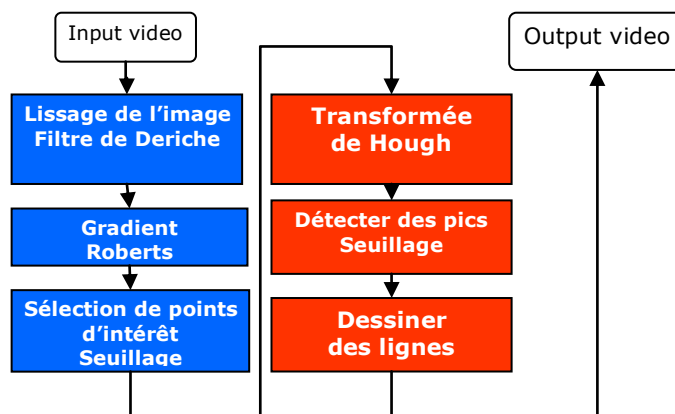 Input video
Lissage de l’image
Filtre de Deriche
Gradient
Roberts
Sélection de points
d’intérêt
Seuillage
Transformée
de Hough
Détecter des pics
Seuillage
Dessiner
des lignes
Output video